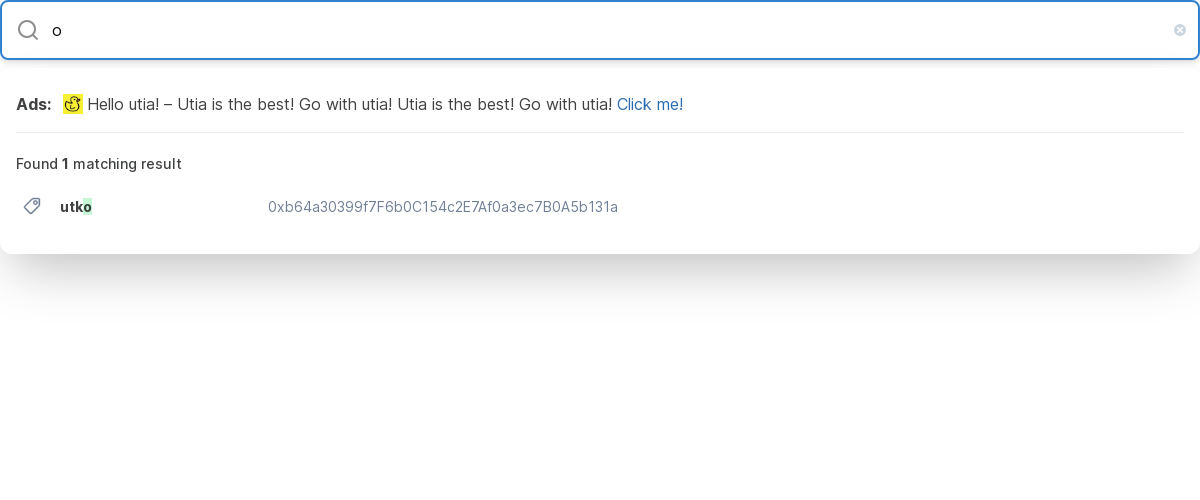 o
Ads: Hello utia! – Utia is the best! Go with utia! Utia is the best! Go with utia! Click me!
Found 1 matching result
utko 0xb64a30399f7F6b0C154c2E7Af0a3ec7B0A5b131a